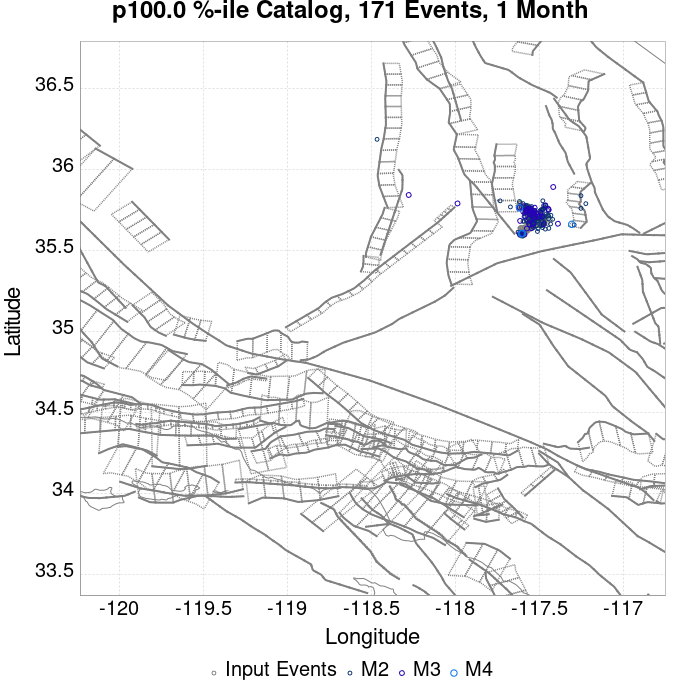 p100.0 %-ile Catalog, 171 Events, 1 Month
36.5
36
35.5
35
34.5
34
33.5
Latitude
-120 -119.5 -119 -118.5 -118 -117.5 -117
Longitude
Input Events M2 M3 M4